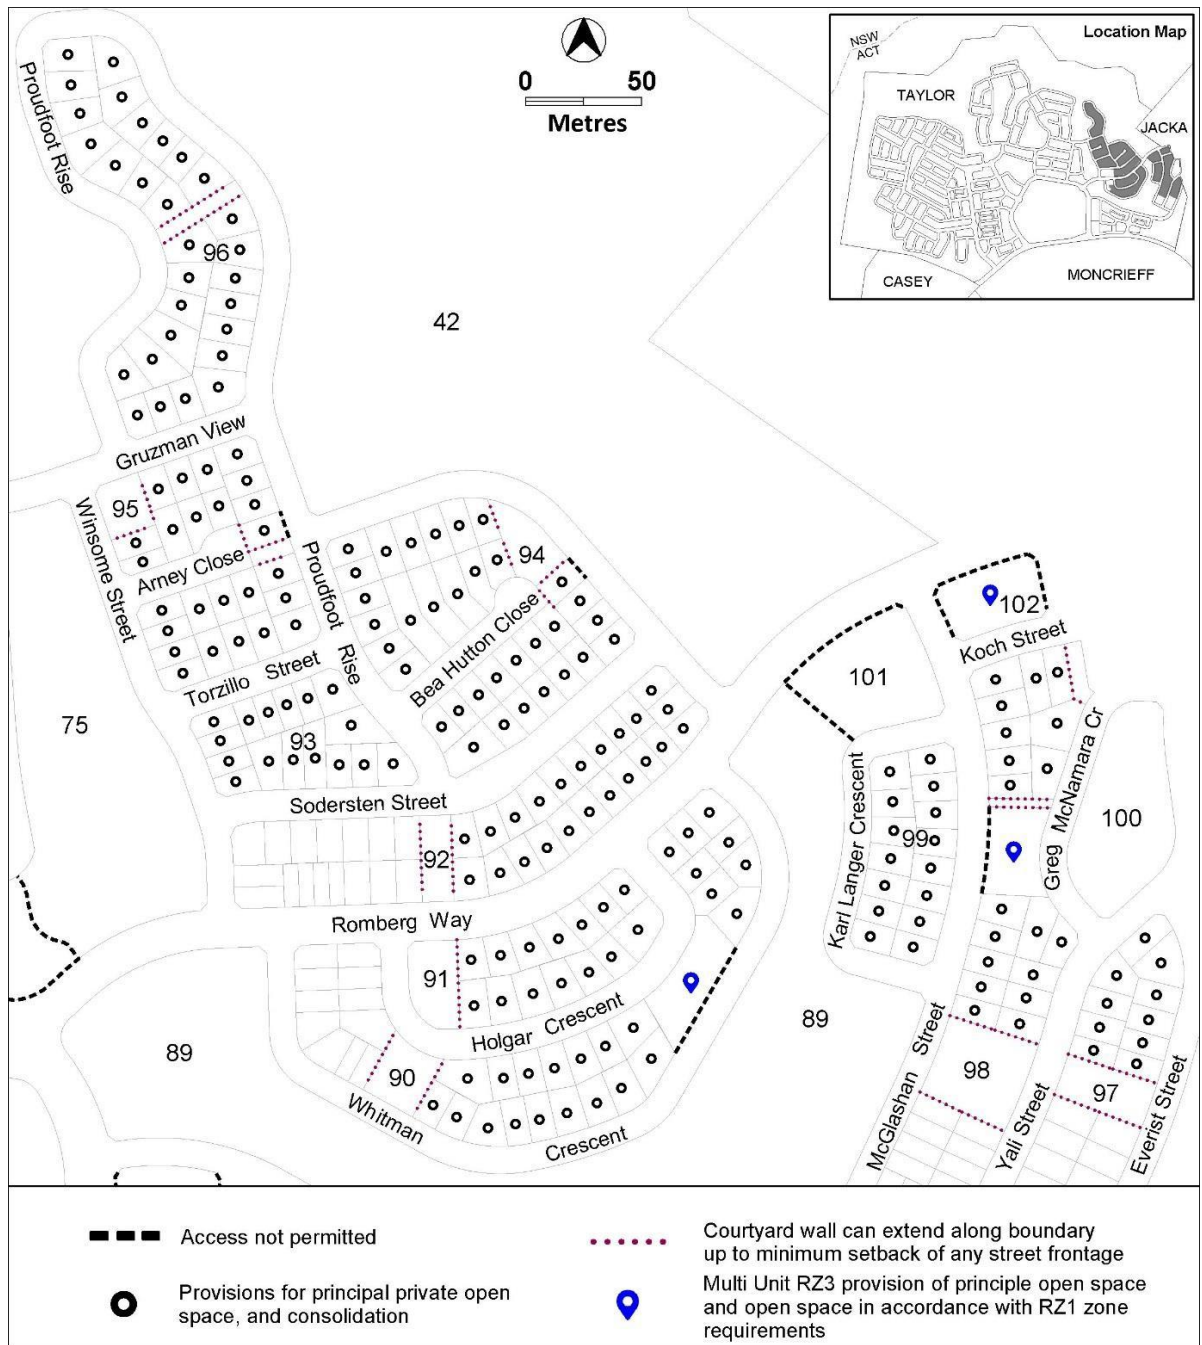 0 50
Metres
Location Map
NSW
ACT
TAYLOR
JACKA
CASEY
MONCRIEFF
Proudfoot Rise
96
42
Gruzman View
95
Winsome Street
Arney Close
Proudfoot Rise
94
Bea Hutton Close
Torzillo Street
75
93
Sodersten Street
92
Romberg Way
91
Holgar Crescent
90
Whitman Crescent
89
89
101
102
Koch Street
Karl Langer Crescent
99
Greg McNamara Cr
100
McGlashan Street
98
Yali Street
97
Everist Street
Access not permitted
Courtyard wall can extend along boundary
up to minimum setback of any street frontage
Provisions for principal private open
space, and consolidation
Multi Unit RZ3 provision of principle open space
and open space in accordance with RZ1 zone
requirements